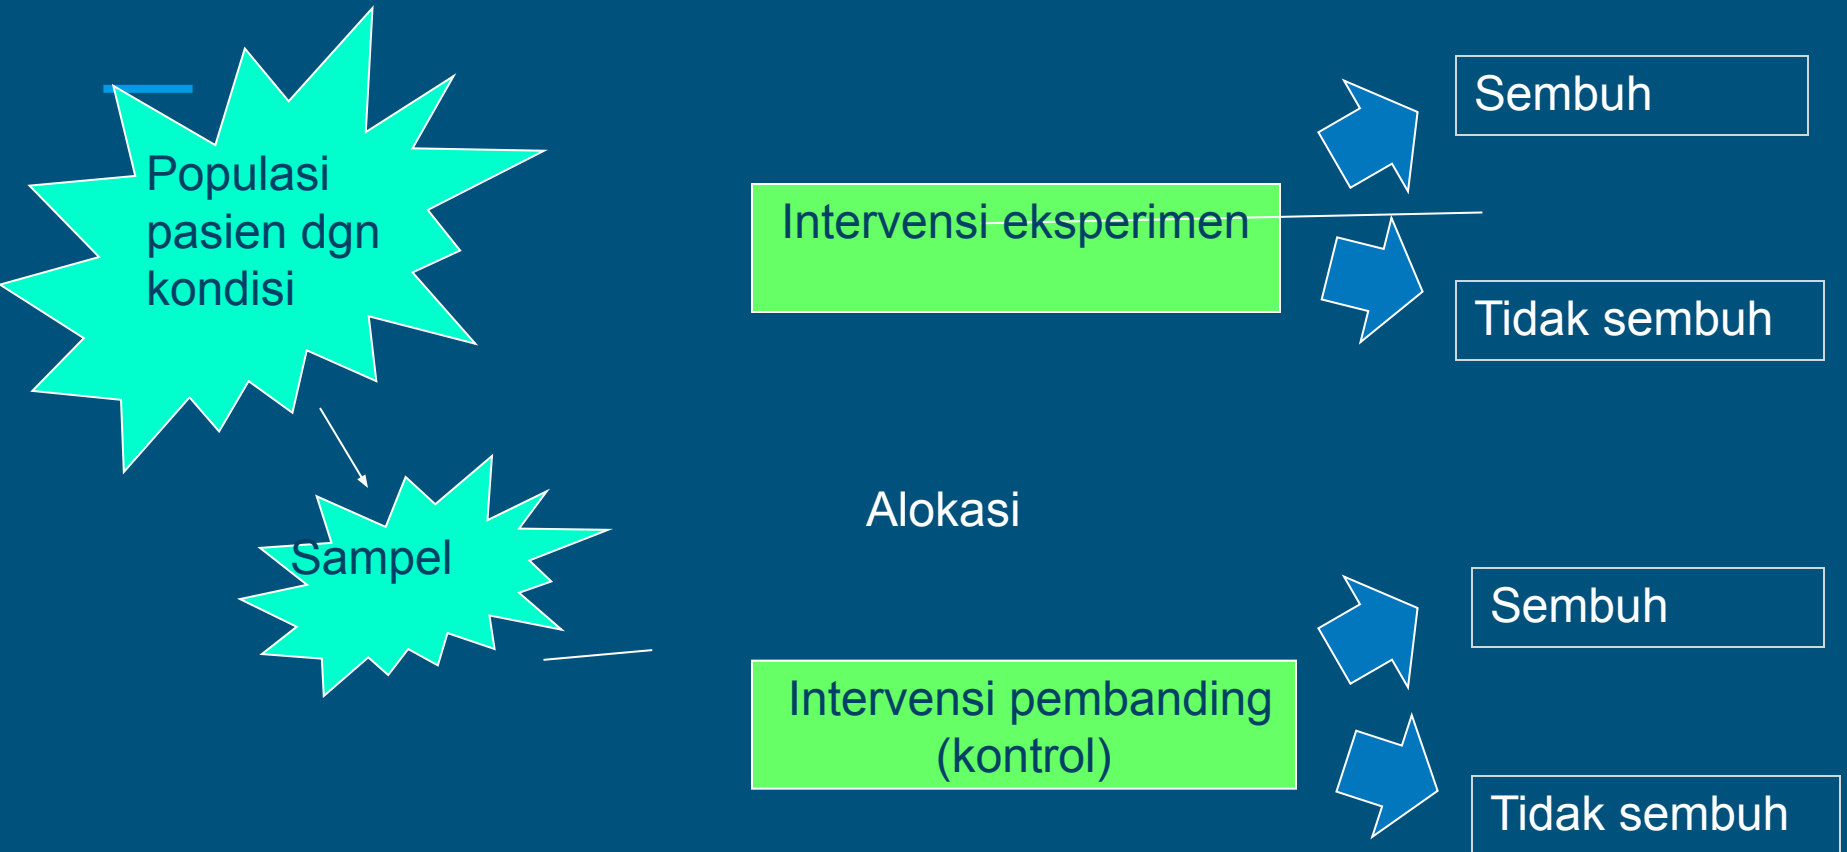 Populasi
pasien dgn
kondisi
Sampel
Alokasi
Intervensi eksperimen
Sembuh
Tidak sembuh
Intervensi pembanding
(kontrol)
Sembuh
Tidak sembuh